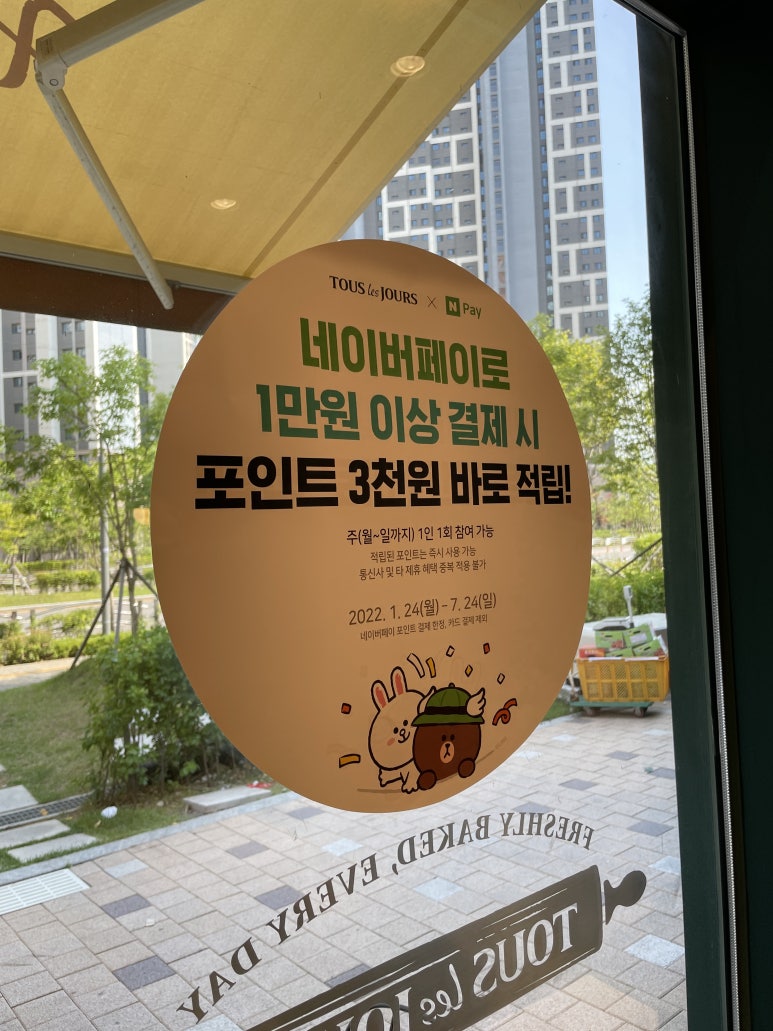 TOUS les JOURS × N Pay
네이버페이로
1만원 이상 결제 시
포인트 3천원 바로 적립!
주(월~일까지) 1인 1회 참여 가능
적립된 포인트는 즉시 사용 가능
통신사 및 타 제휴 혜택 중복 적용 불가
2022. 1. 24(월) - 7. 24(일)
네이버페이 포인트 결제 한정, 카드 결제 제외
FRESHLY BAKED, EVERY DAY
TOUS les JOU